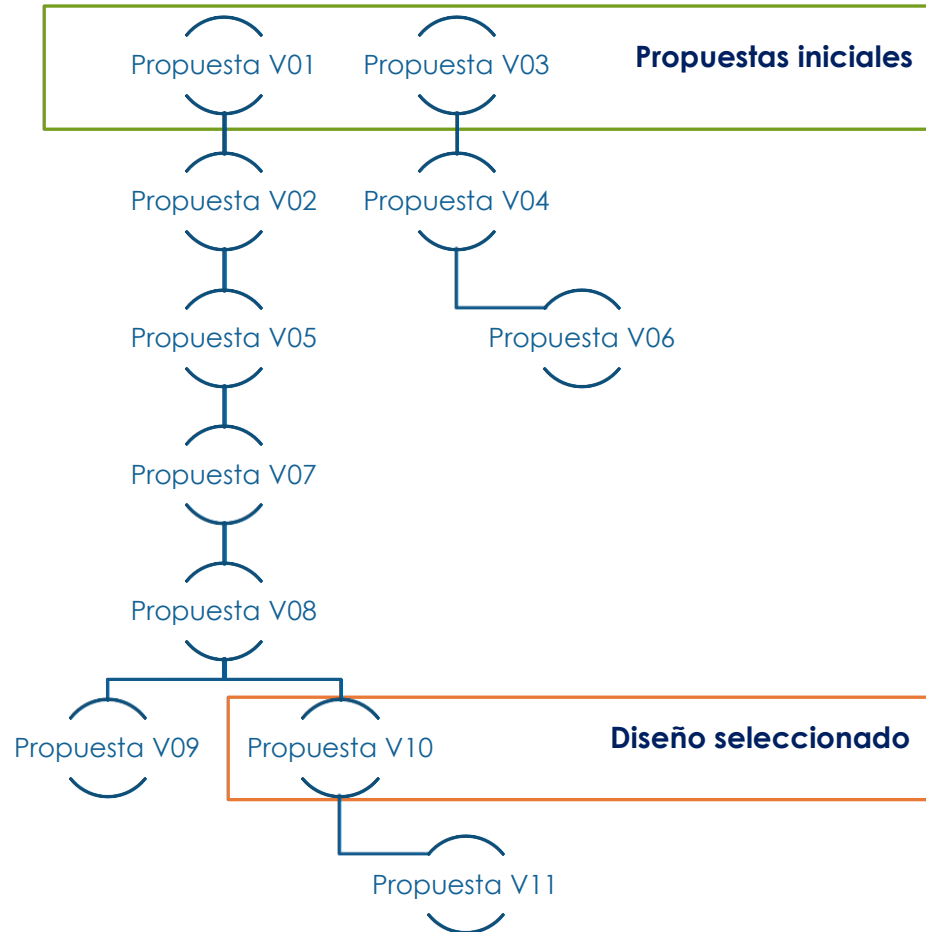 Propuesta V01
Propuesta V03
Propuestas iniciales
Propuesta V02
Propuesta V04
Propuesta V05
Propuesta V06
Propuesta V07
Propuesta V08
Propuesta V09
Propuesta V10
Diseño seleccionado
Propuesta V11